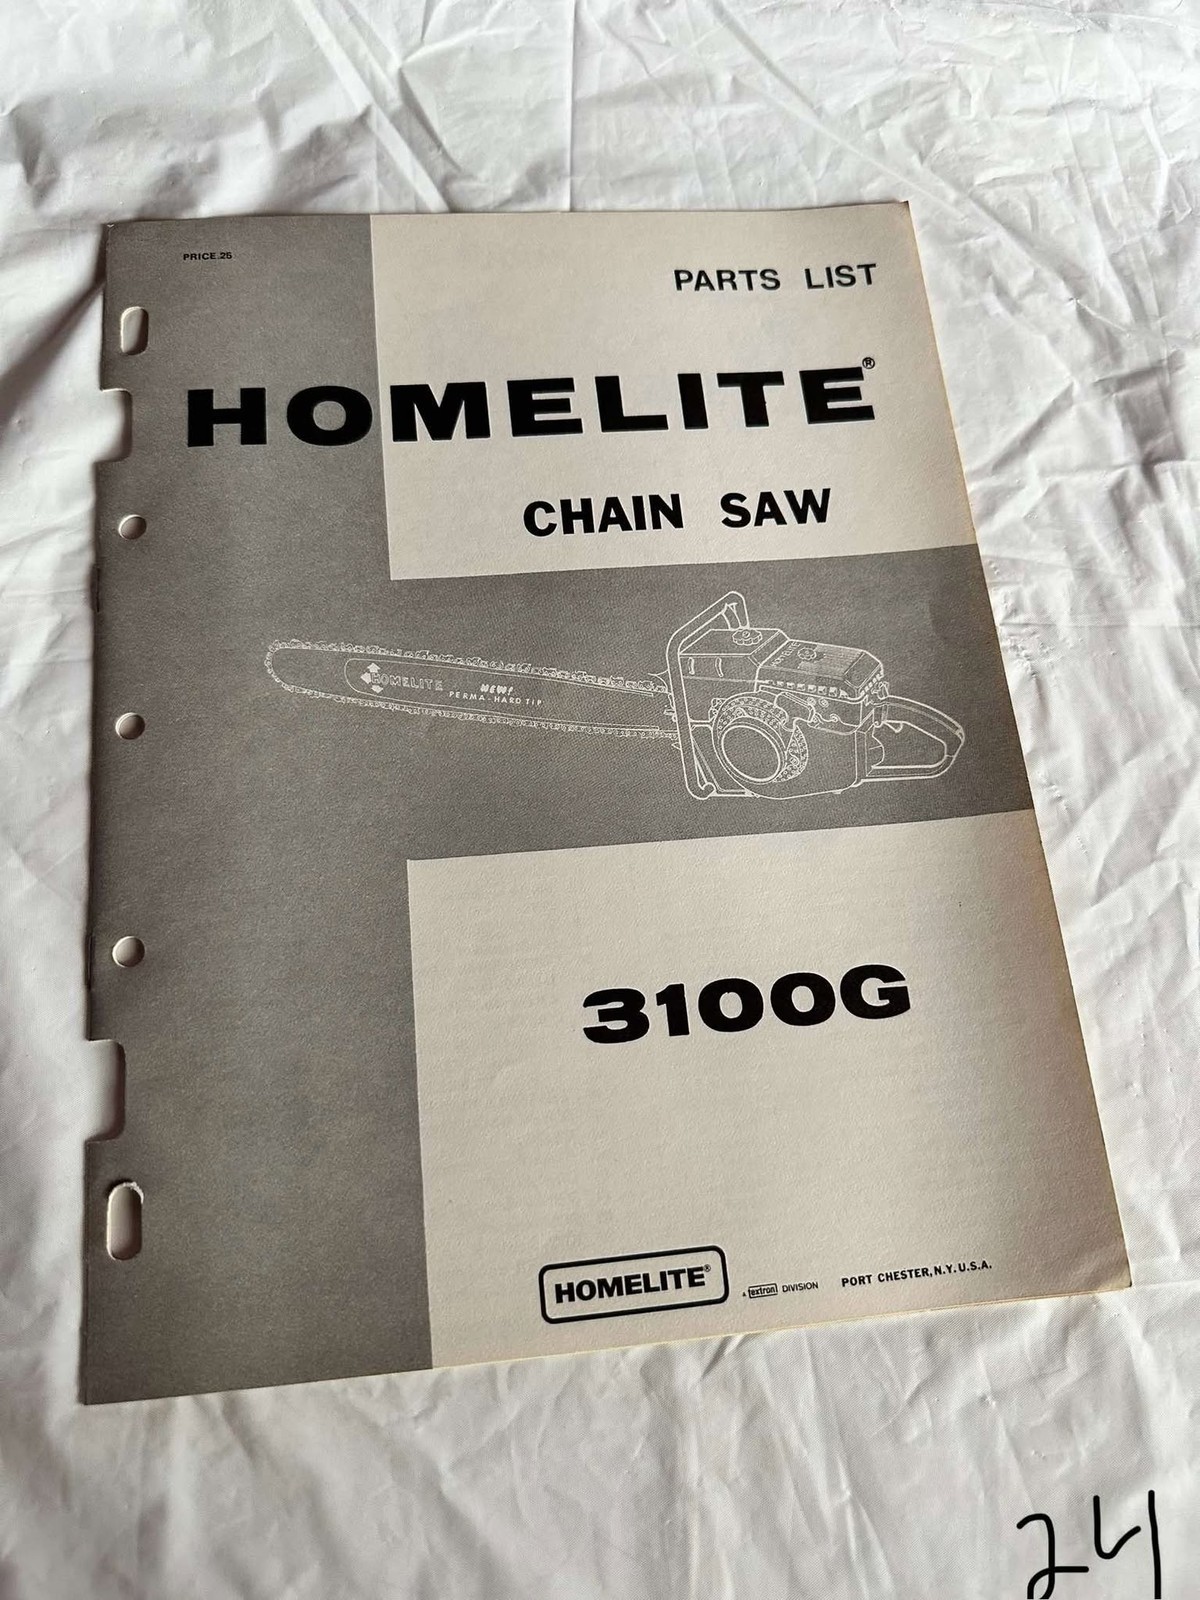 PRICE.25
PARTS LIST
HOMELITE®
CHAIN SAW
HOMELITE
NEW!
PERMA-HARD TIP
3100G
HOMELITE®
A textron DIVISION
PORT CHESTER, N.Y. U.S.A.
24